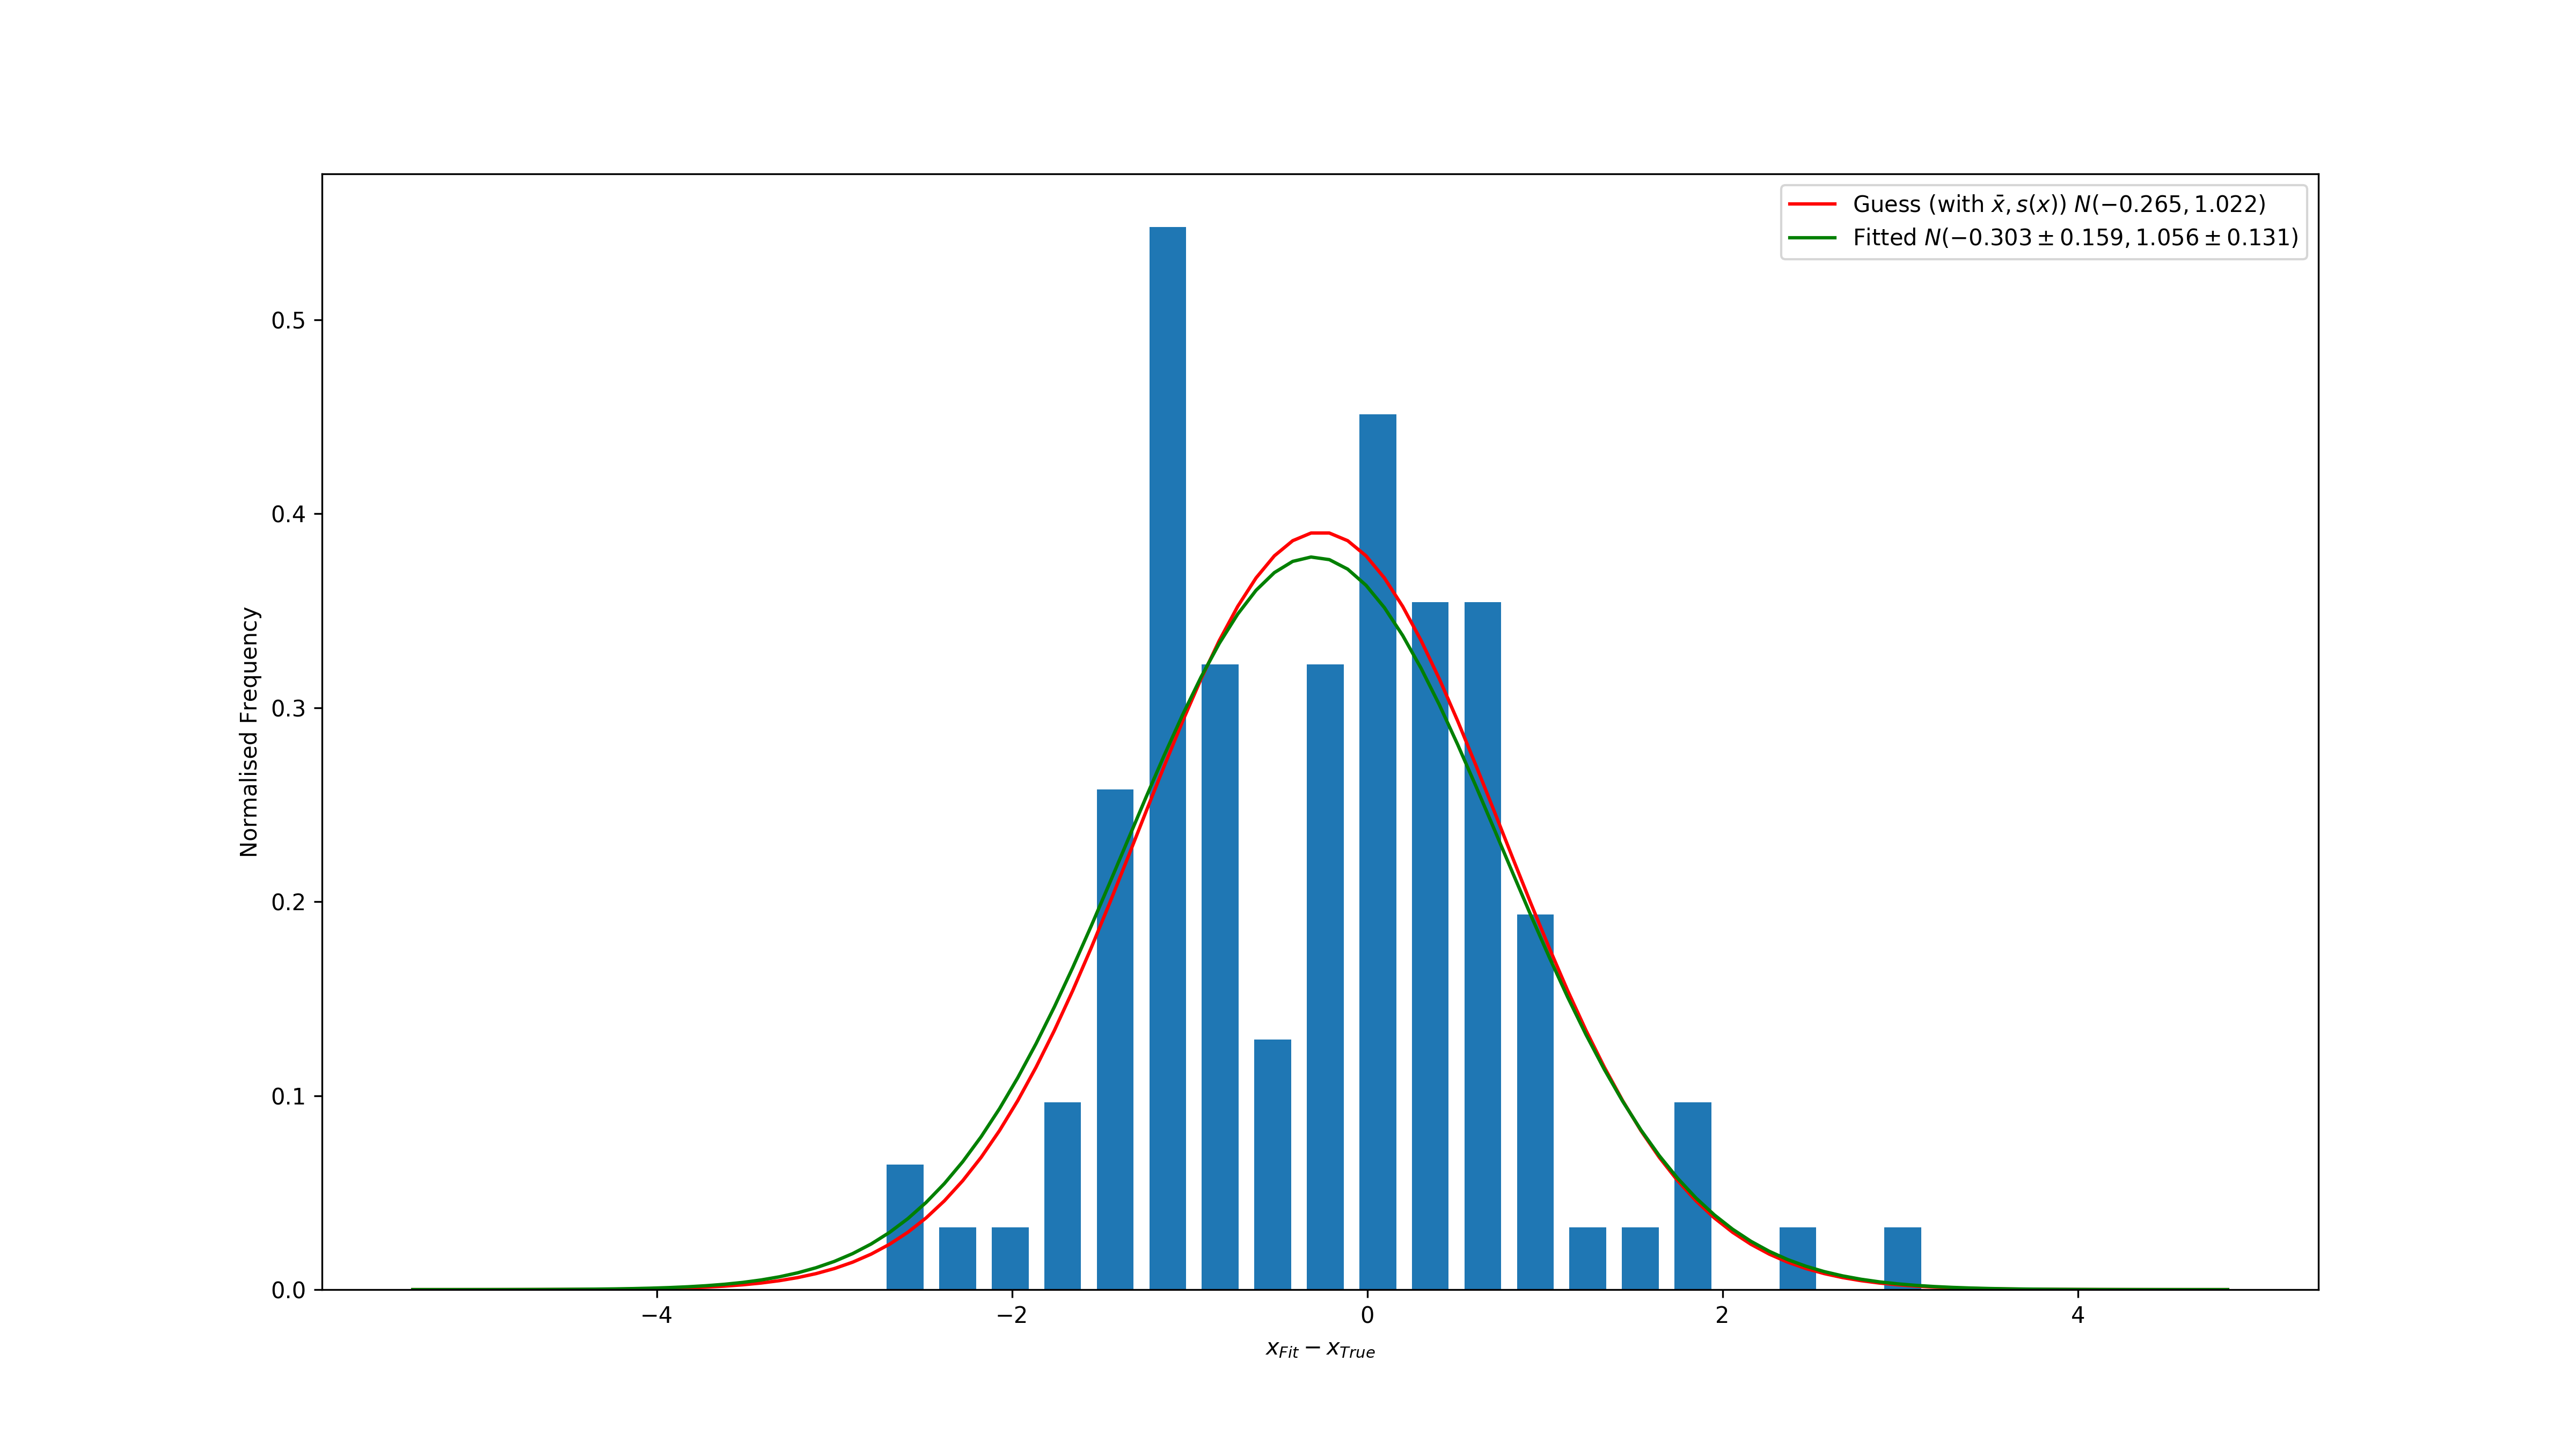 Guess (with x̄, s(x)) N(−0.265, 1.022)
Fitted N(−0.303 ± 0.159, 1.056 ± 0.131)
0.5
0.4
0.3
0.2
0.1
0.0
Normalised Frequency
−4 −2 0 2 4
x_Fit − x_True